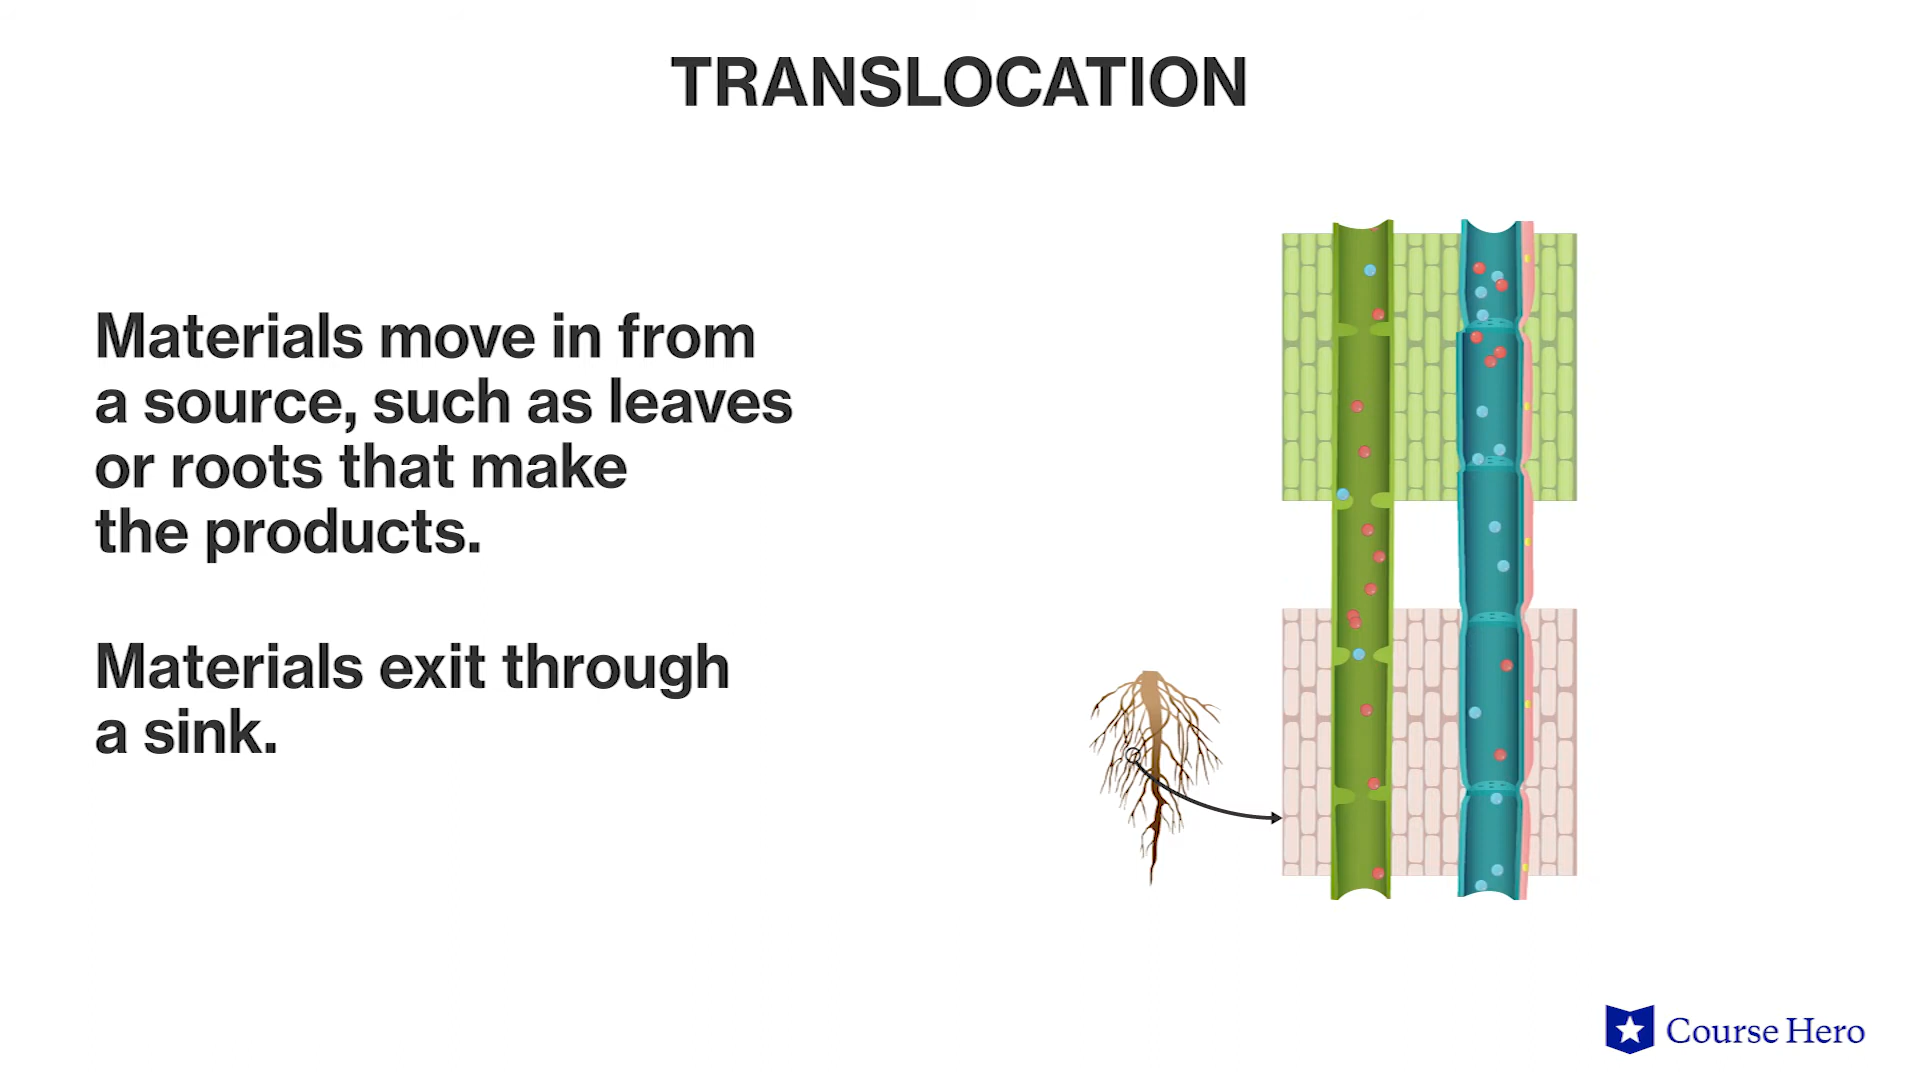 TRANSLOCATION
Materials move in from
a source, such as leaves
or roots that make
the products.
Materials exit through
a sink.
Course Hero